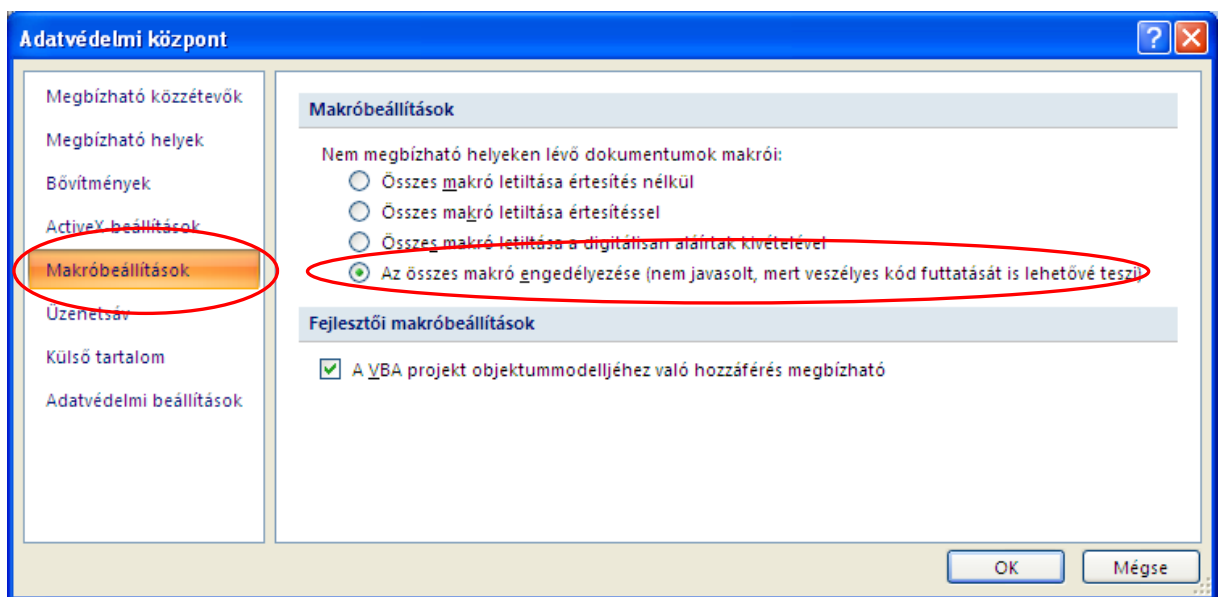 Adatvédelmi központ
Megbízható közzétevők
Megbízható helyek
Bővítmények
ActiveX-beállítások
Makróbeállítások
Üzenetsáv
Külső tartalom
Adatvédelmi beállítások
Makróbeállítások
Nem megbízható helyeken lévő dokumentumok makrói:
Összes makró letiltása értesítés nélkül
Összes makró letiltása értesítéssel
Összes makró letiltása a digitálisan aláírtak kivételével
Az összes makró engedélyezése (nem javasolt, mert veszélyes kód futtatását is lehetővé teszi)
Fejlesztői makróbeállítások
A VBA projekt objektummodelljéhez való hozzáférés megbízható
OK
Mégse